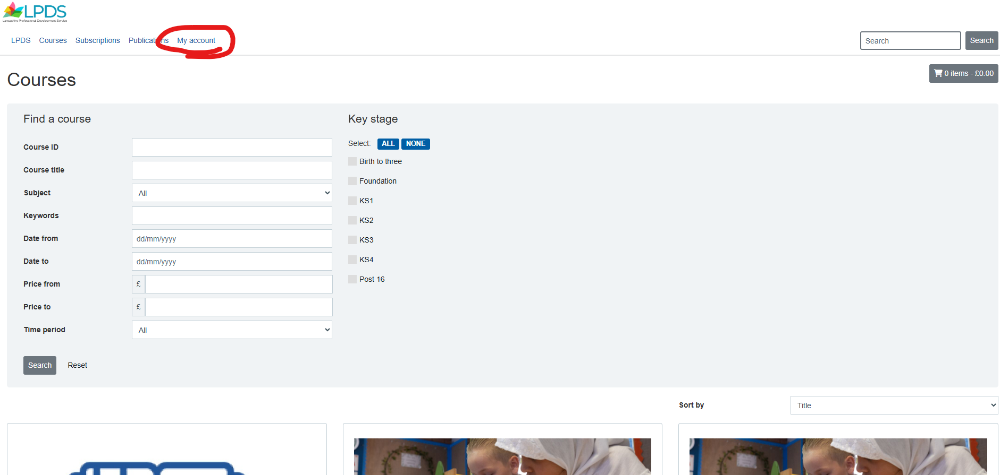 LPDS
Lancashire Professional Development Service
LPDS Courses Subscriptions Publications My account
Search Search
0 items - £0.00
Courses
Find a course
Course ID
Course title
Subject All
Keywords
Date from dd/mm/yyyy
Date to dd/mm/yyyy
Price from £
Price to £
Time period All
Search Reset
Key stage
Select: ALL NONE
Birth to three
Foundation
KS1
KS2
KS3
KS4
Post 16
Sort by Title